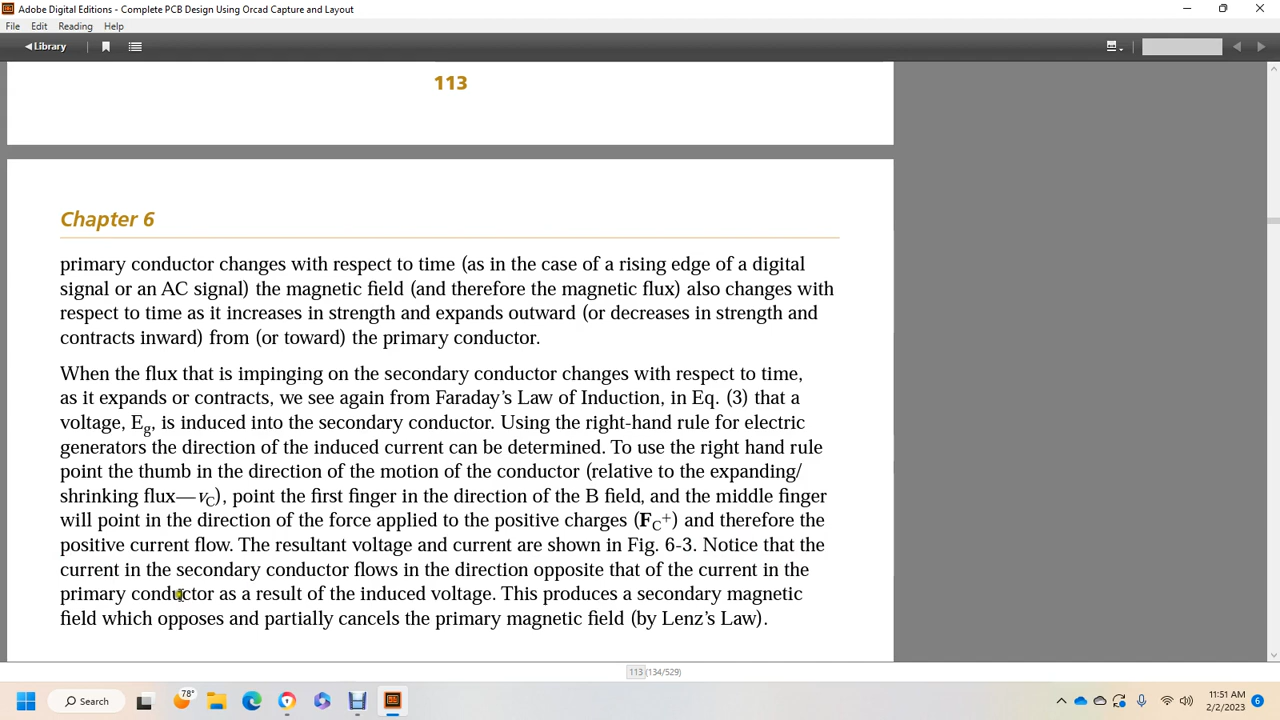 Adobe Digital Editions - Complete PCB Design Using Orcad Capture and Layout
File Edit Reading Help
Library
113
Chapter 6
primary conductor changes with respect to time (as in the case of a rising edge of a digital
signal or an AC signal) the magnetic field (and therefore the magnetic flux) also changes with
respect to time as it increases in strength and expands outward (or decreases in strength and
contracts inward) from (or toward) the primary conductor.
When the flux that is impinging on the secondary conductor changes with respect to time,
as it expands or contracts, we see again from Faraday’s Law of Induction, in Eq. (3) that a
voltage, Eg, is induced into the secondary conductor. Using the right-hand rule for electric
generators the direction of the induced current can be determined. To use the right hand rule
point the thumb in the direction of the motion of the conductor (relative to the expanding/
shrinking flux—vC), point the first finger in the direction of the B field, and the middle finger
will point in the direction of the force applied to the positive charges (FC+) and therefore the
positive current flow. The resultant voltage and current are shown in Fig. 6-3. Notice that the
current in the secondary conductor flows in the direction opposite that of the current in the
primary conductor as a result of the induced voltage. This produces a secondary magnetic
field which opposes and partially cancels the primary magnetic field (by Lenz’s Law).
113 (134/529)
Search
78°
11:51 AM
2/2/2023
6